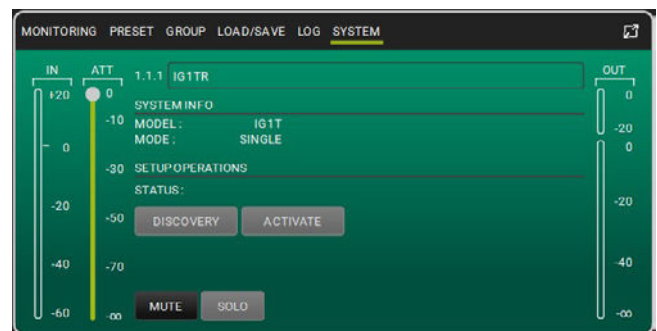 MONITORING PRESET GROUP LOAD/SAVE LOG SYSTEM
IN ATT 1.1.1 IG1TR OUT
+20 0 0
SYSTEM INFO
-10 MODEL: IG1T
-20
MODE: SINGLE
0 0
-30 SETUP OPERATIONS
STATUS:
-20 -20
-50 DISCOVERY ACTIVATE
-40 -70 -40
MUTE SOLO
-60 -∞ -∞